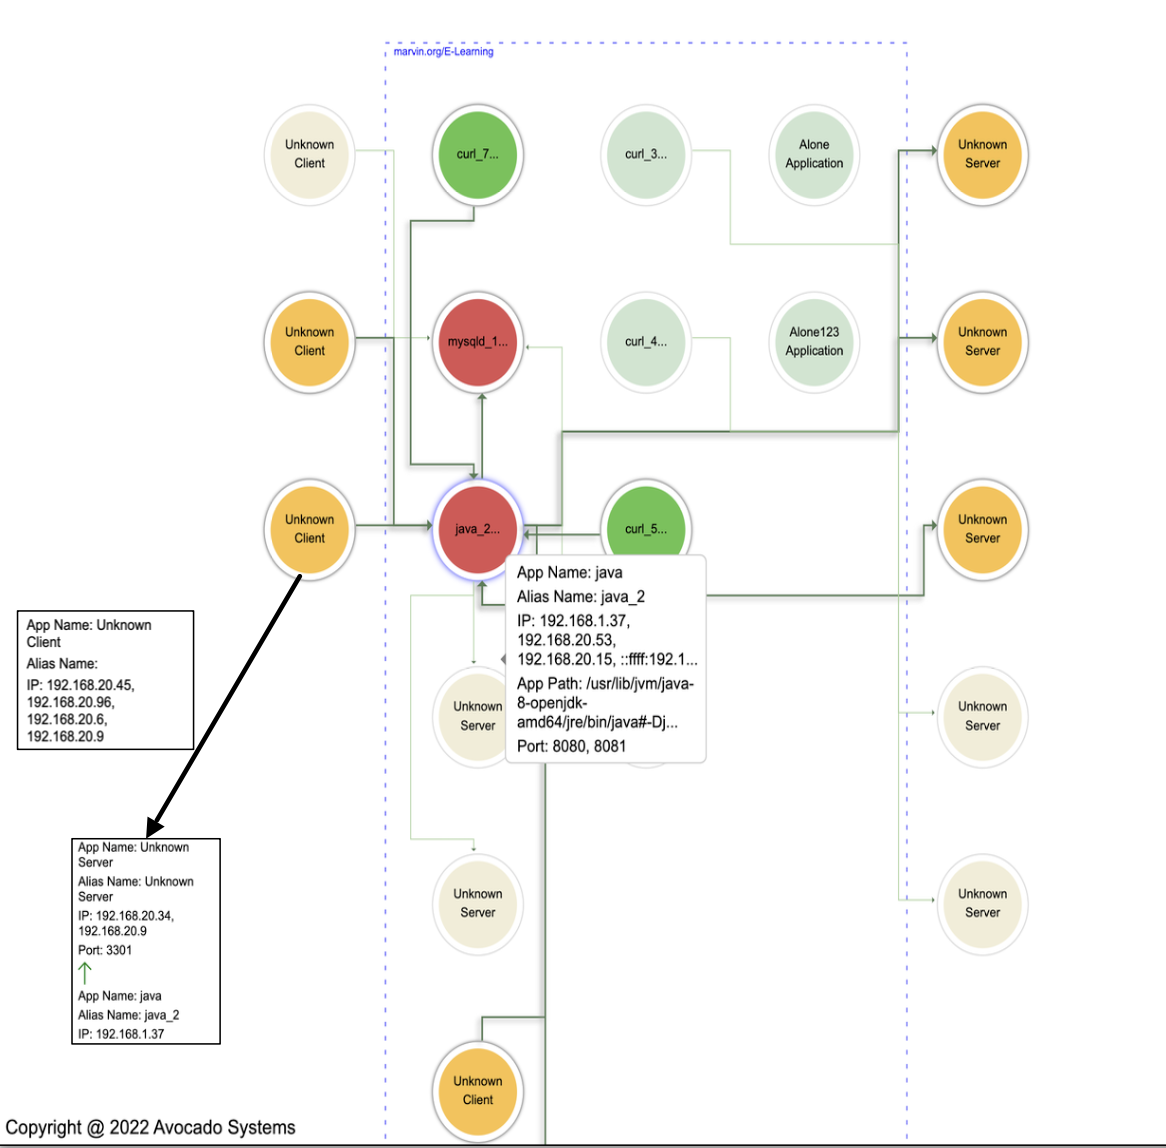 marvin.org/E-Learning
Unknown
Client
curl_7...
curl_3...
Alone
Application
Unknown
Server
Unknown
Client
mysqld_1...
curl_4...
Alone123
Application
Unknown
Server
Unknown
Client
java_2...
curl_5...
Unknown
Server
App Name: java
Alias Name: java_2
IP: 192.168.1.37,
192.168.20.53,
192.168.20.15, ::ffff:192.1...
App Path: /usr/lib/jvm/java-
8-openjdk-
amd64/jre/bin/java#-Dj...
Port: 8080, 8081
App Name: Unknown
Client
Alias Name:
IP: 192.168.20.45,
192.168.20.96,
192.168.20.6,
192.168.20.9
Unknown
Server
Unknown
Server
App Name: Unknown
Server
Alias Name: Unknown
Server
IP: 192.168.20.34,
192.168.20.9
Port: 3301
App Name: java
Alias Name: java_2
IP: 192.168.1.37
Unknown
Server
Unknown
Server
Unknown
Client
Copyright @ 2022 Avocado Systems